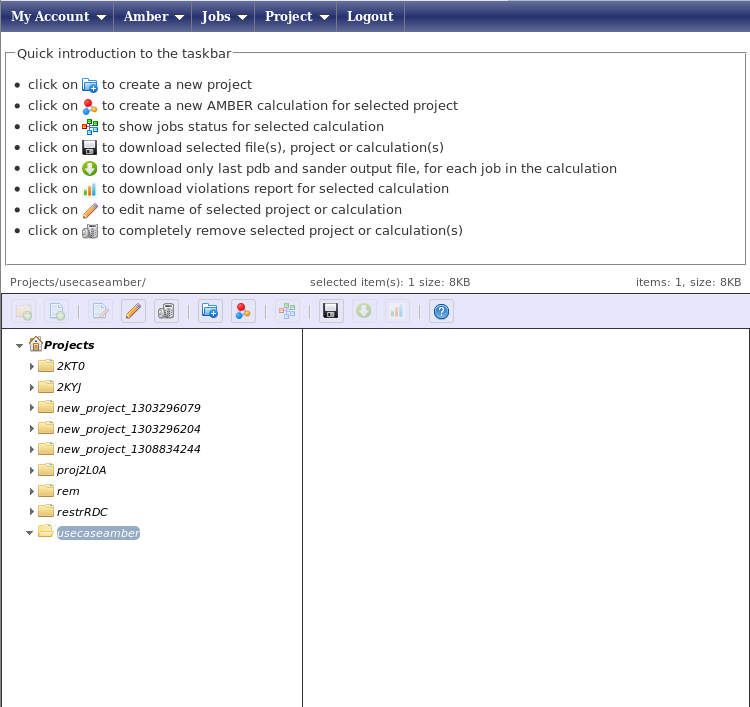 My Account Amber Jobs Project Logout
Quick introduction to the taskbar
click on to create a new project
click on to create a new AMBER calculation for selected project
click on to show jobs status for selected calculation
click on to download selected file(s), project or calculation(s)
click on to download only last pdb and sander output file, for each job in the calculation
click on to download violations report for selected calculation
click on to edit name of selected project or calculation
click on to completely remove selected project or calculation(s)
Projects/usecaseamber/ selected item(s): 1 size: 8KB items: 1, size: 8KB
Projects
2KT0
2KYJ
new_project_1303296079
new_project_1303296204
new_project_1308834244
proj2L0A
rem
restrRDC
usecaseamber